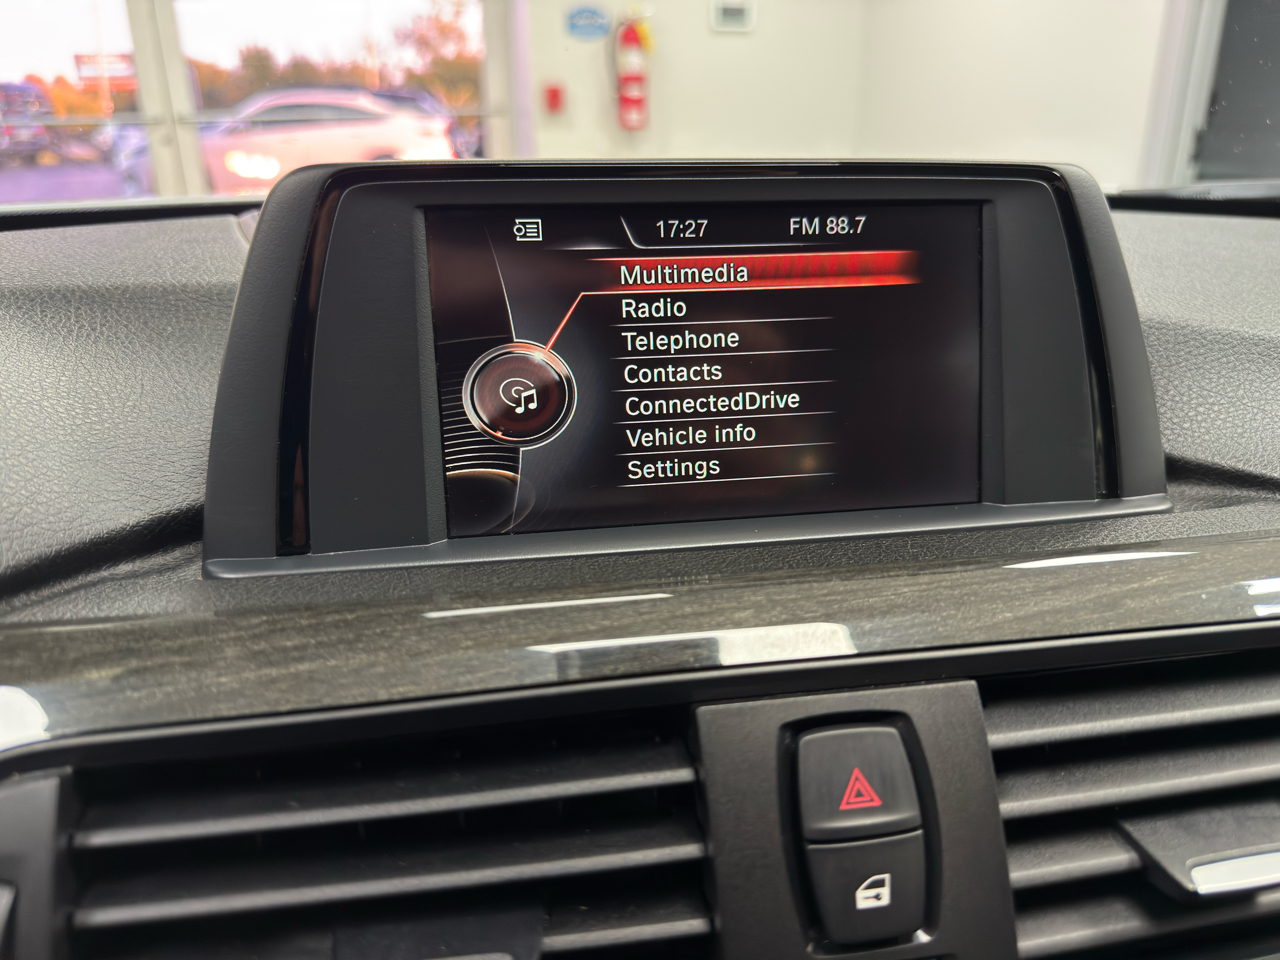 17:27 FM 88.7
Multimedia
Radio
Telephone
Contacts
ConnectedDrive
Vehicle info
Settings